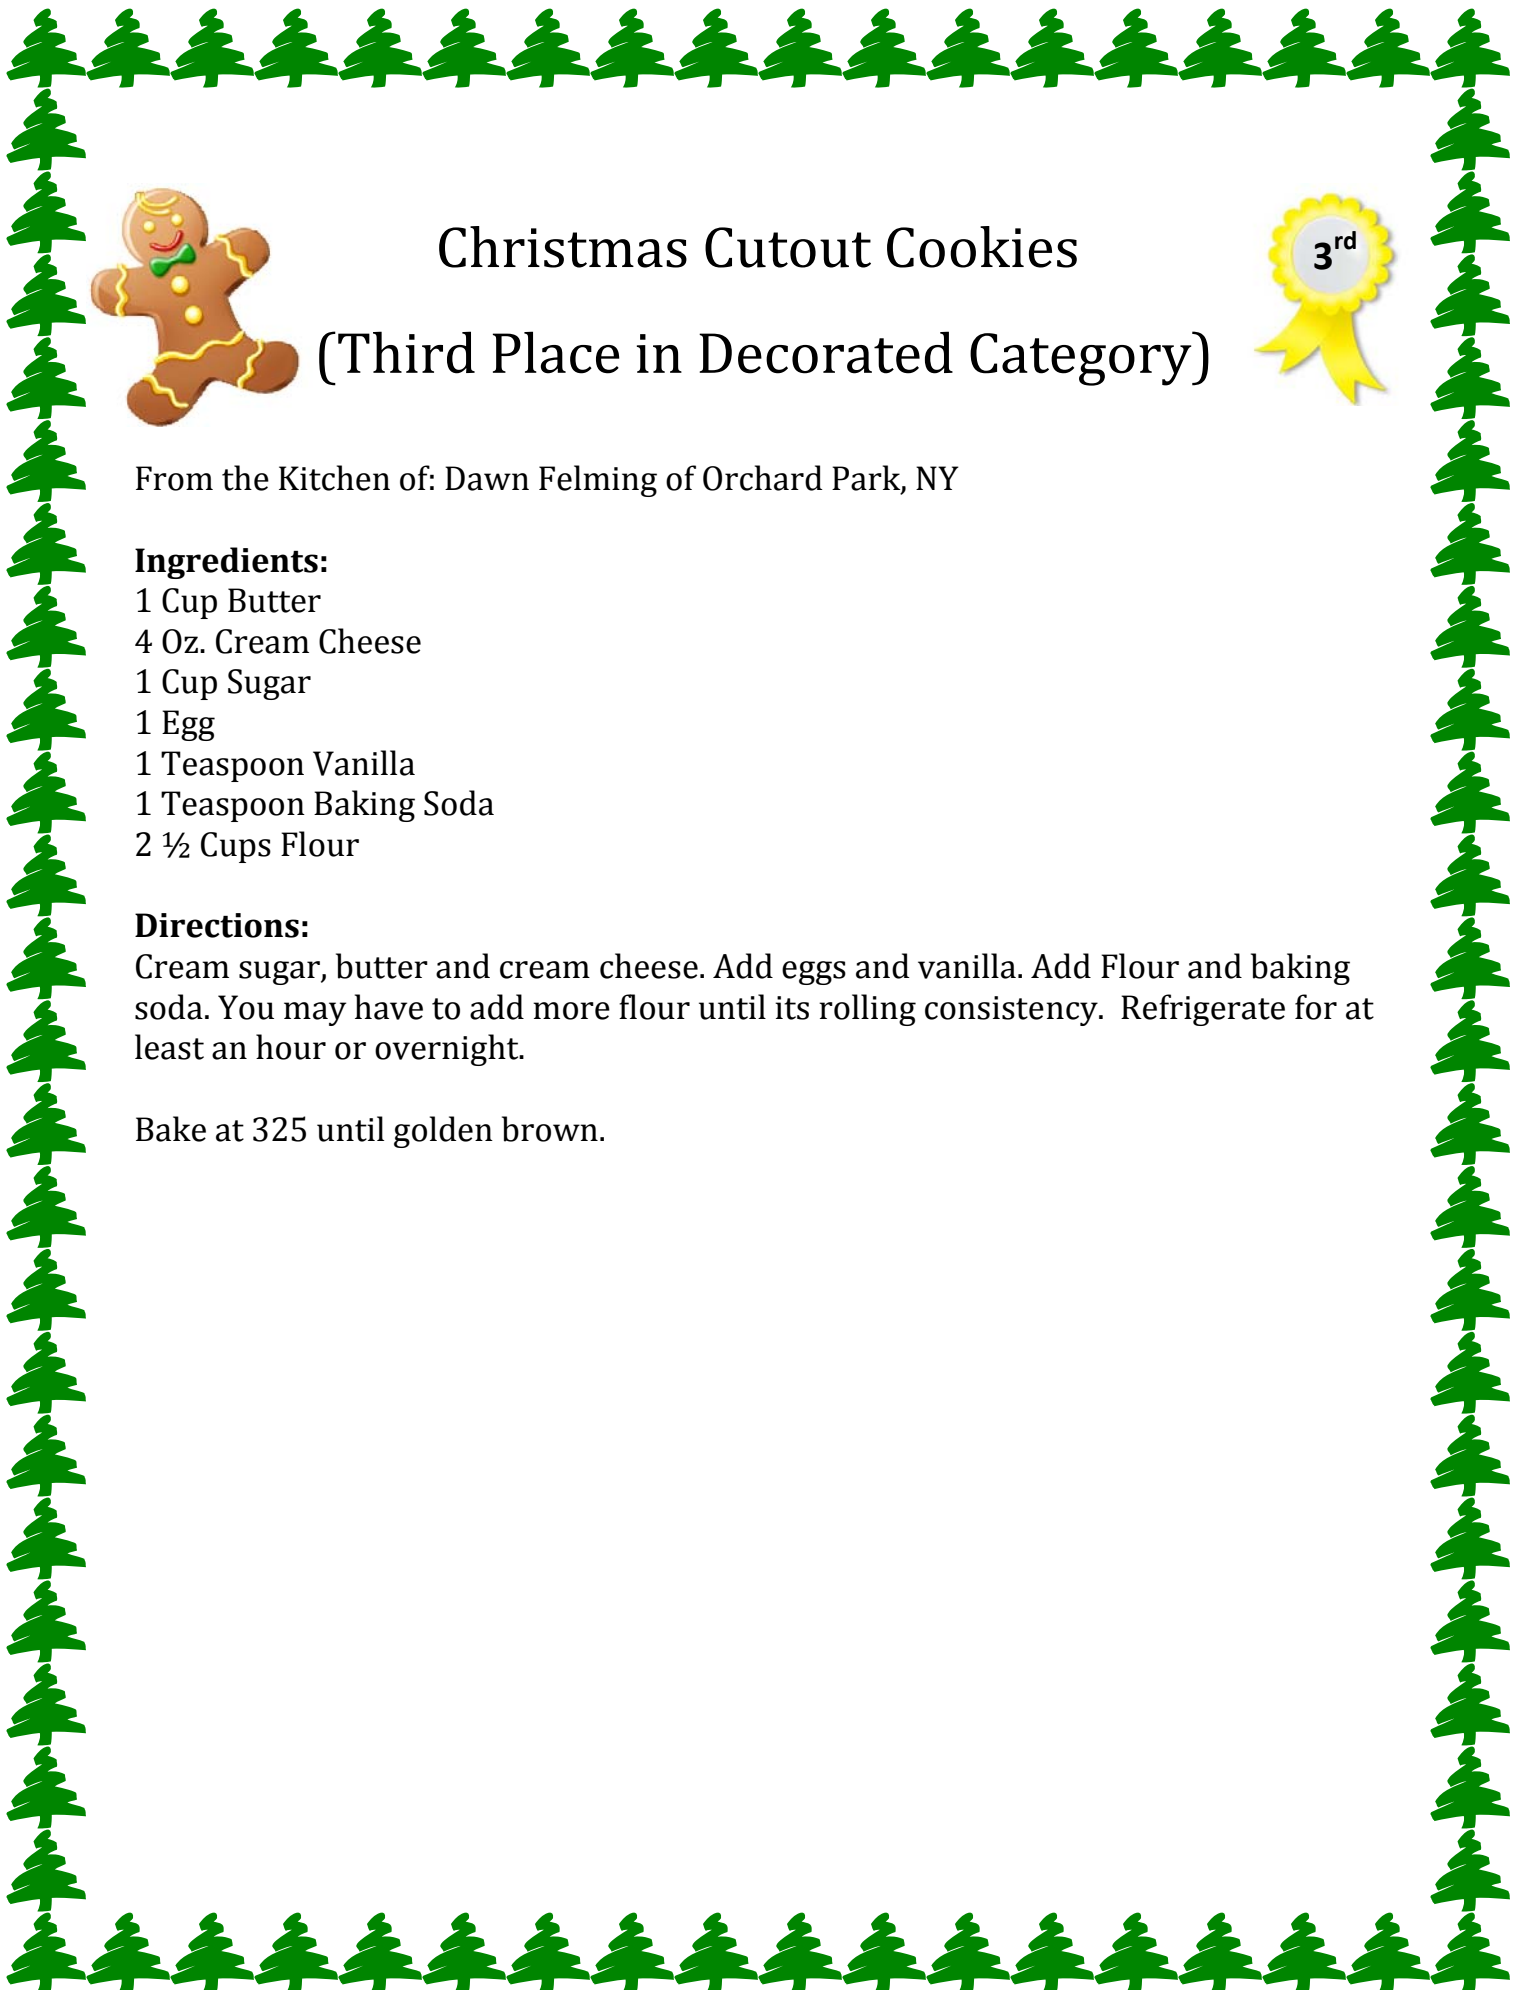 Christmas Cutout Cookies
3rd
(Third Place in Decorated Category)
From the Kitchen of: Dawn Felming of Orchard Park, NY
Ingredients:
1 Cup Butter
4 Oz. Cream Cheese
1 Cup Sugar
1 Egg
1 Teaspoon Vanilla
1 Teaspoon Baking Soda
2 ½ Cups Flour
Directions:
Cream sugar, butter and cream cheese. Add eggs and vanilla. Add Flour and baking
soda. You may have to add more flour until its rolling consistency.  Refrigerate for at
least an hour or overnight.
Bake at 325 until golden brown.